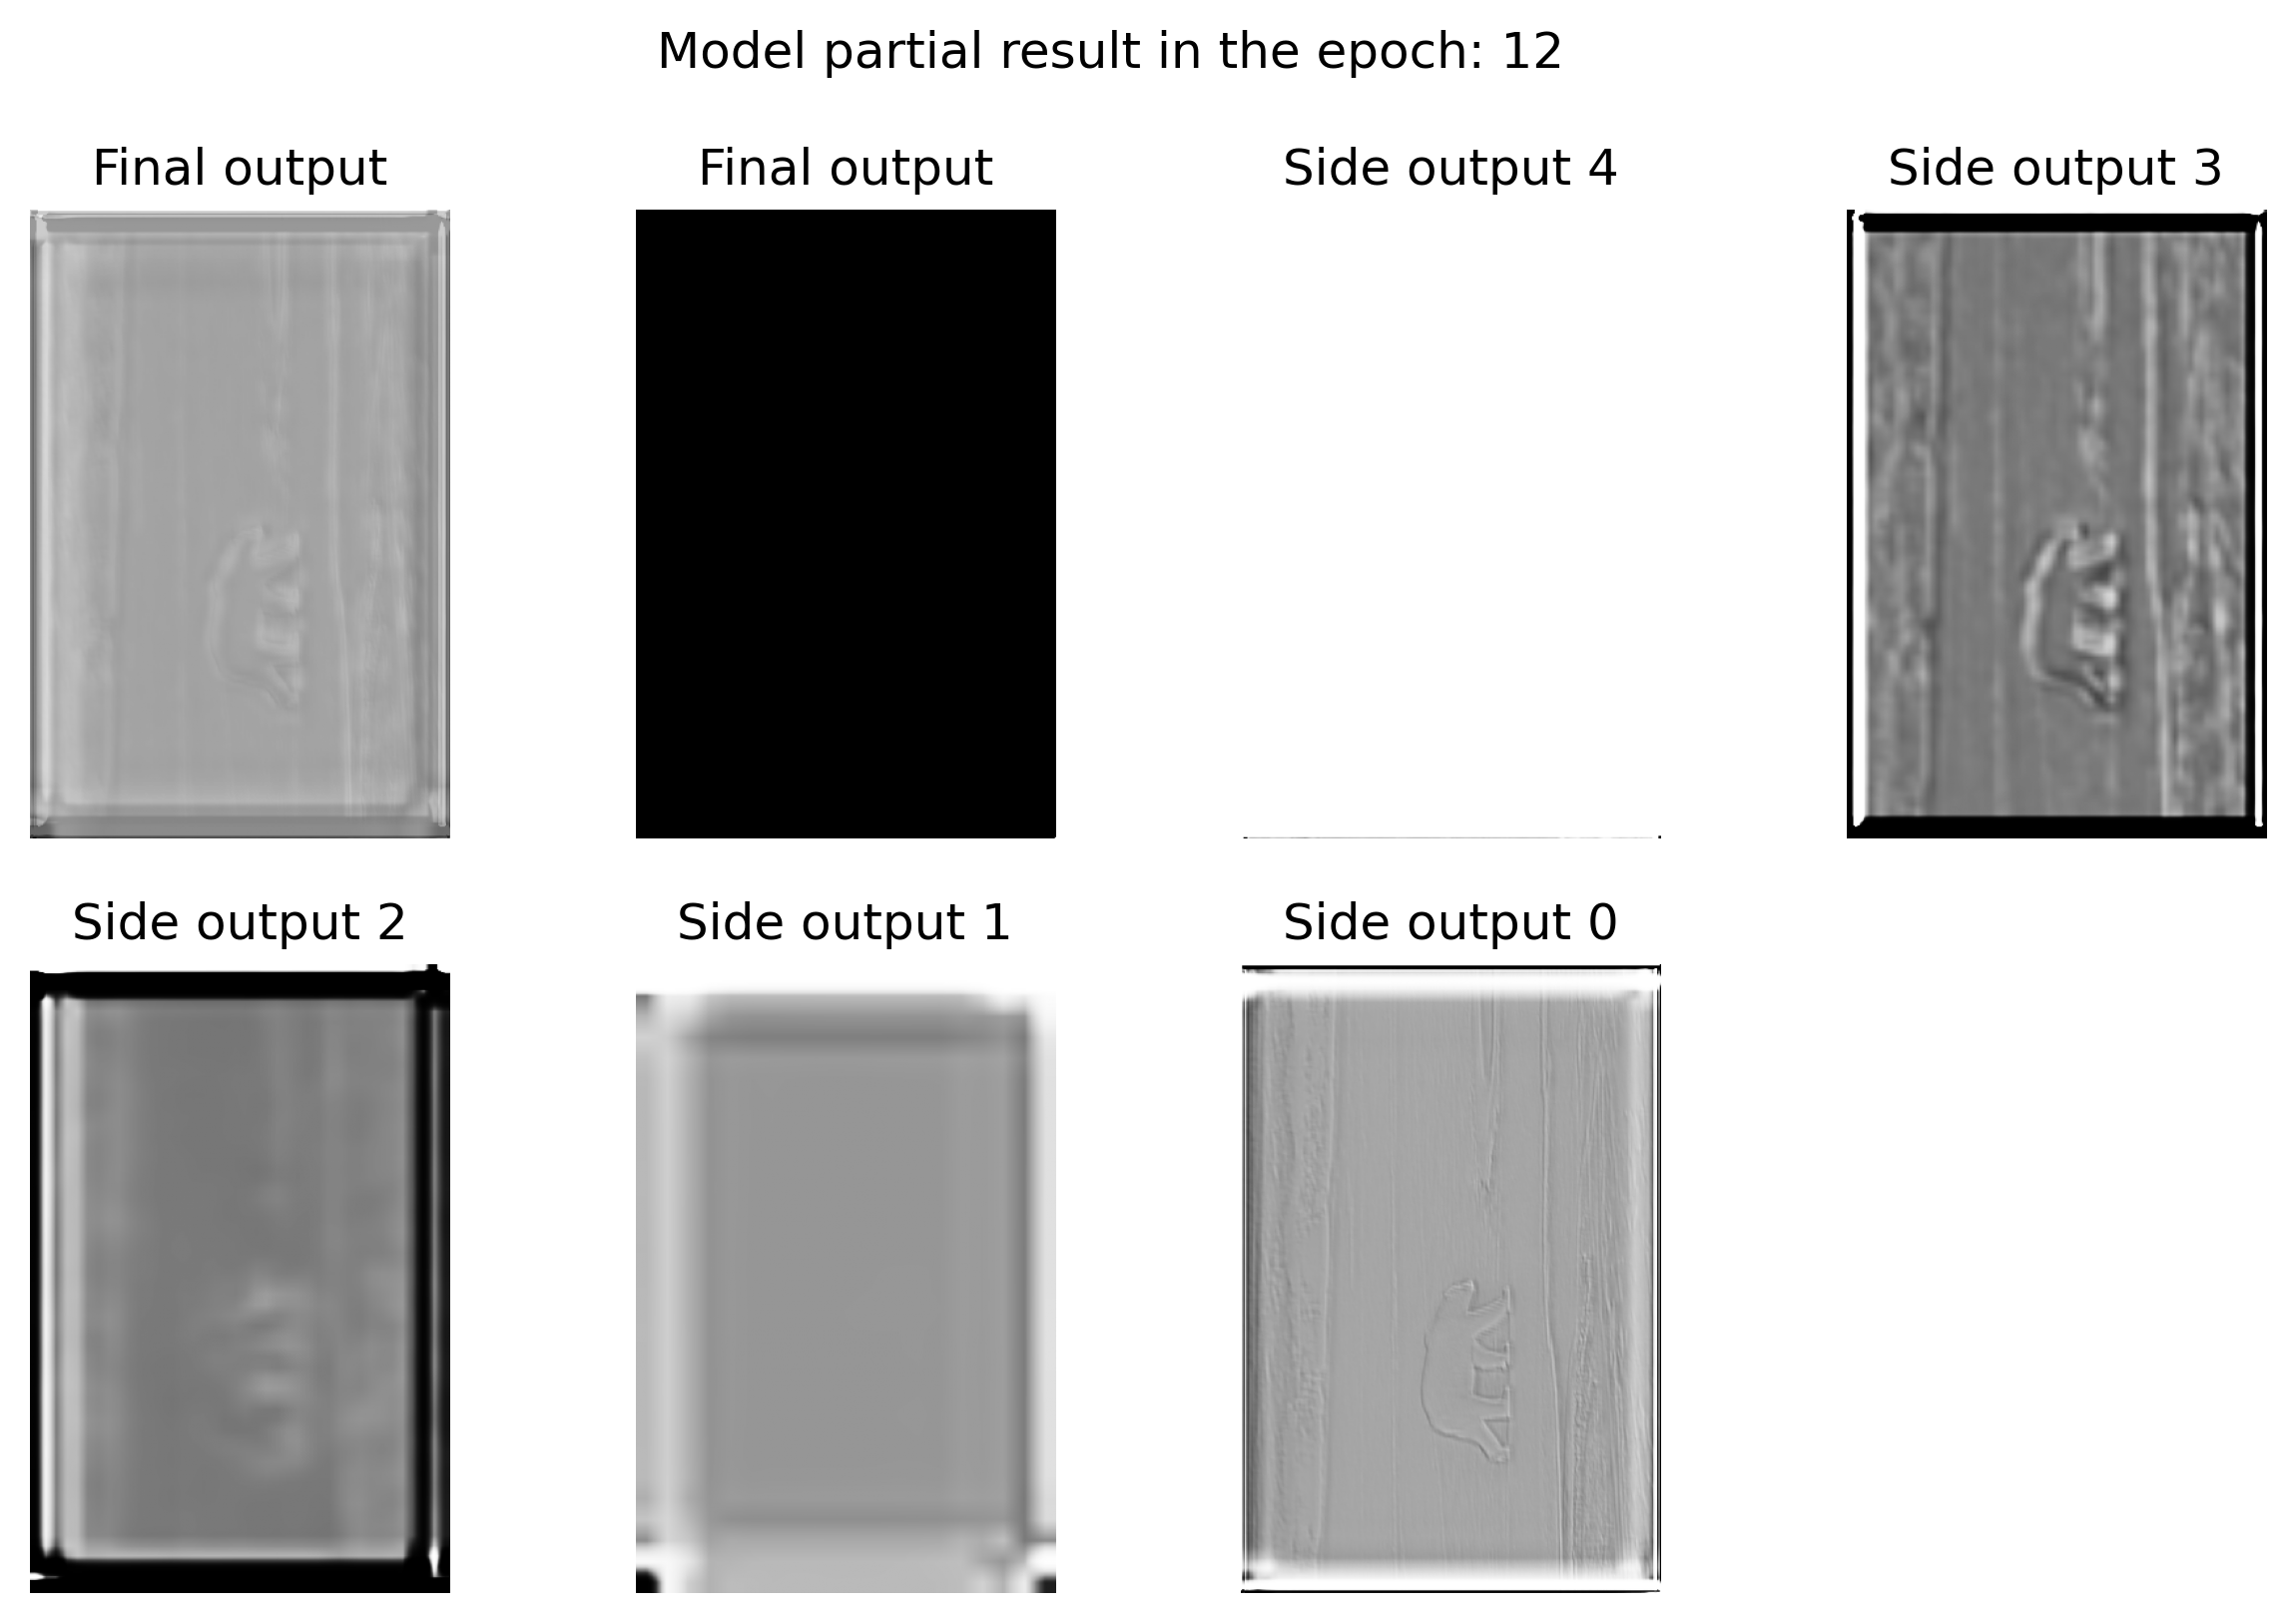 Model partial result in the epoch: 12
Final output
Final output
Side output 4
Side output 3
Side output 2
Side output 1
Side output 0